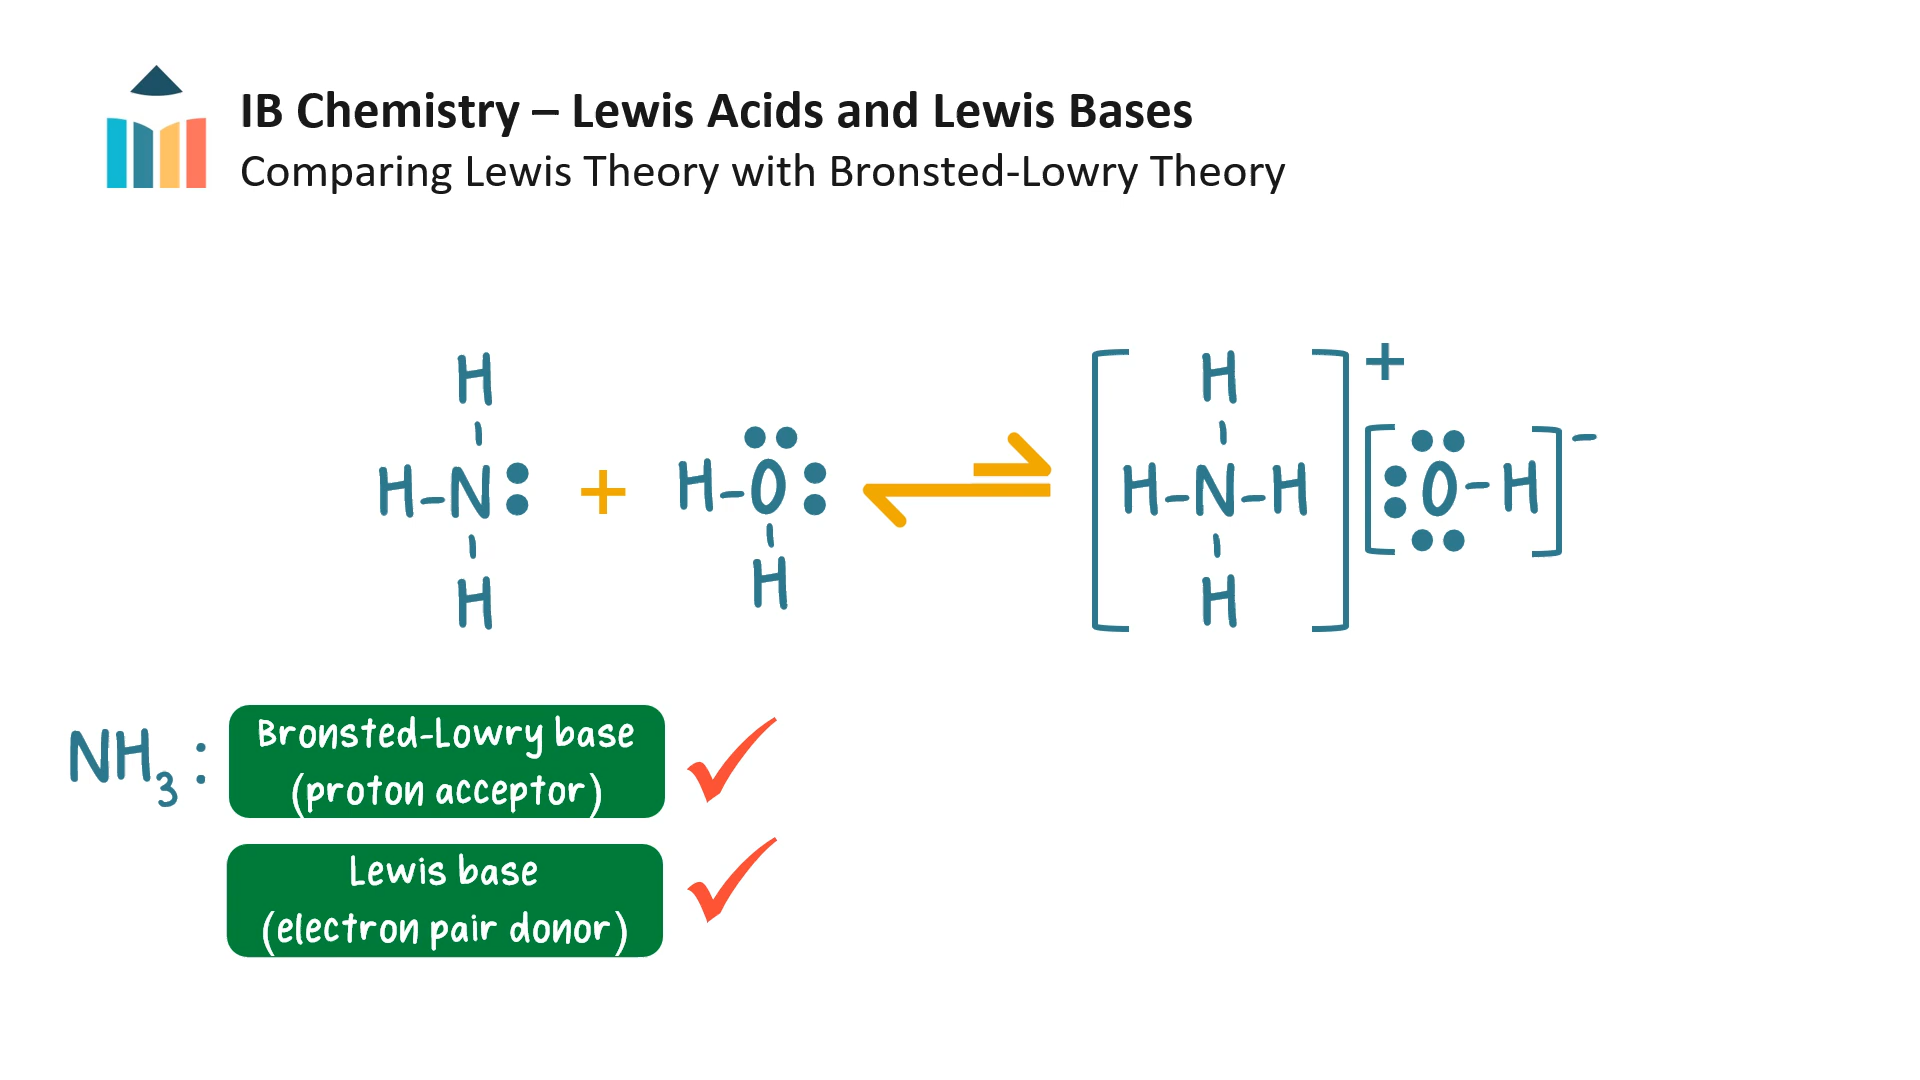 IB Chemistry – Lewis Acids and Lewis Bases
Comparing Lewis Theory with Bronsted-Lowry Theory
H H
H-N: + H-O: ⇌ [H-N-H]+ [:O-H]-
H H H
NH3 :
Bronsted-Lowry base
(proton acceptor)
Lewis base
(electron pair donor)